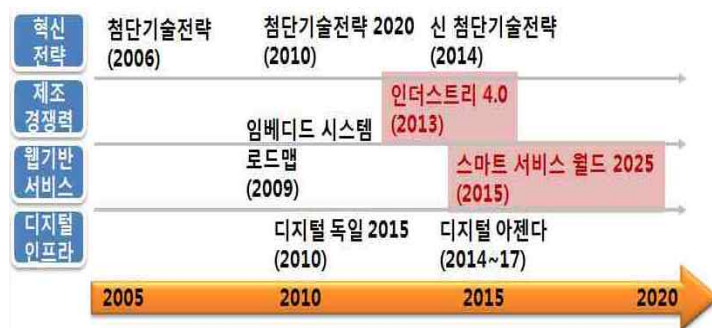 혁신
전략
첨단기술전략
(2006)
첨단기술전략 2020
(2010)
신 첨단기술전략
(2014)
제조
경쟁력
인더스트리 4.0
(2013)
임베디드 시스템
로드맵
(2009)
웹기반
서비스
스마트 서비스 월드 2025
(2015)
디지털
인프라
디지털 독일 2015
(2010)
디지털 아젠다
(2014~17)
2005
2010
2015
2020